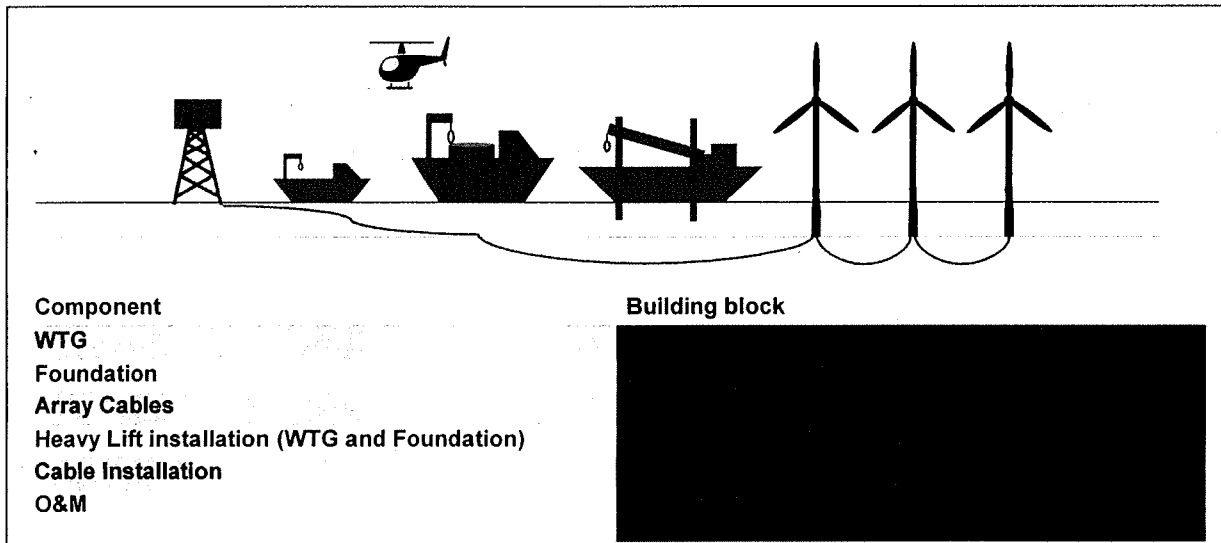 Component
Building block
WTG
Foundation
Array Cables
Heavy Lift installation (WTG and Foundation)
Cable Installation
O&M